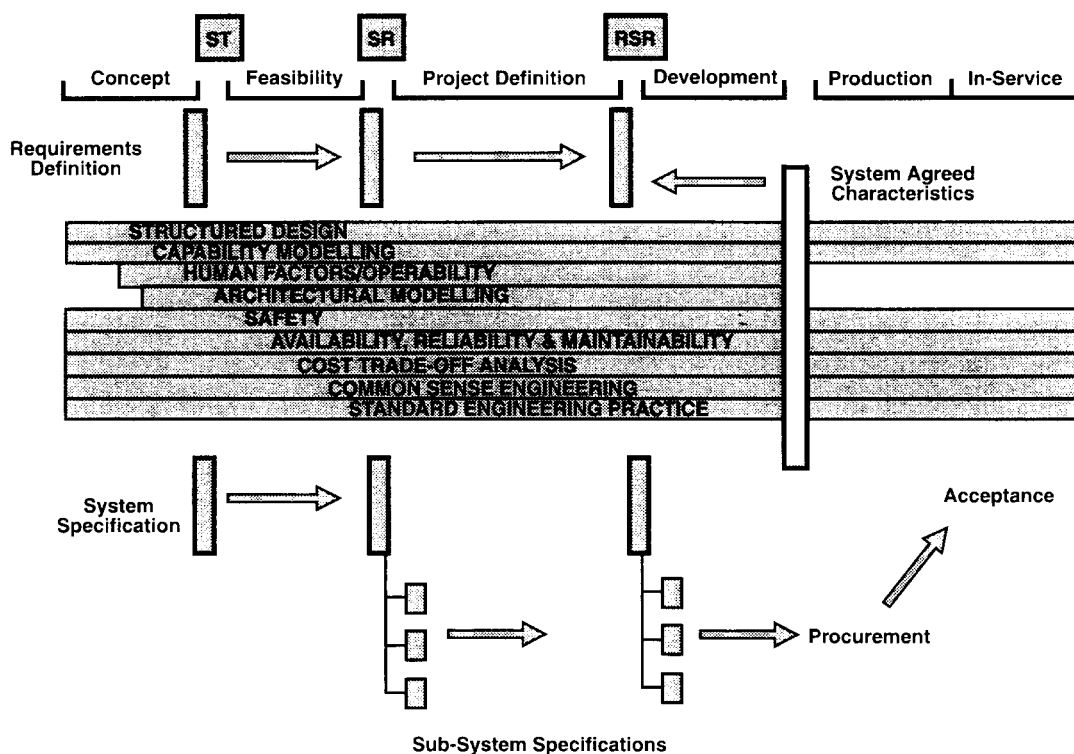 ST
SR
RSR
Concept
Feasibility
Project Definition
Development
Production
In-Service
Requirements
Definition
System Agreed
Characteristics
STRUCTURED DESIGN
CAPABILITY MODELLING
HUMAN FACTORS/OPERABILITY
ARCHITECTURAL MODELLING
SAFETY
AVAILABILITY, RELIABILITY & MAINTAINABILITY
COST TRADE-OFF ANALYSIS
COMMON SENSE ENGINEERING
STANDARD ENGINEERING PRACTICE
System
Specification
Acceptance
Procurement
Sub-System Specifications